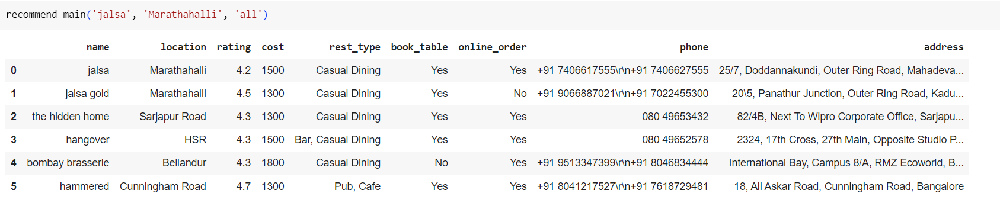 recommend_main('jalsa', 'Marathahalli', 'all')
name location rating cost rest_type book_table online_order phone address
0 jalsa Marathahalli 4.2 1500 Casual Dining Yes Yes +91 7406617555\r\n+91 7406627555 25/7, Doddannakundi, Outer Ring Road, Mahadeva...
1 jalsa gold Marathahalli 4.5 1300 Casual Dining Yes No +91 9066887021\r\n+91 7022455300 20\5, Panathur Junction, Outer Ring Road, Kadu...
2 the hidden home Sarjapur Road 4.3 1300 Casual Dining Yes Yes 080 49653432 82/4B, Next To Wipro Corporate Office, Sarjapu...
3 hangover HSR 4.3 1500 Bar, Casual Dining Yes Yes 080 49652578 2324, 17th Cross, 27th Main, Opposite Studio P...
4 bombay brasserie Bellandur 4.3 1800 Casual Dining No Yes +91 9513347399\r\n+91 8046834444 International Bay, Campus 8/A, RMZ Ecoworld, B...
5 hammered Cunningham Road 4.7 1300 Pub, Cafe Yes Yes +91 8041217527\r\n+91 7618729481 18, Ali Askar Road, Cunningham Road, Bangalore